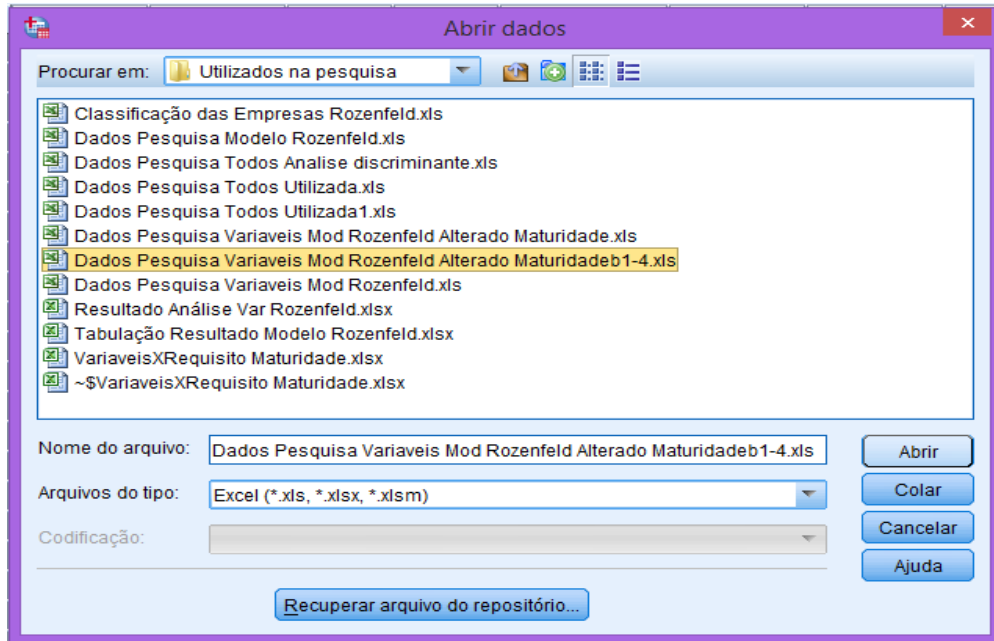 Abrir dados
Procurar em: Utilizados na pesquisa
Classificação das Empresas Rozenfeld.xls
Dados Pesquisa Modelo Rozenfeld.xls
Dados Pesquisa Todos Analise discriminante.xls
Dados Pesquisa Todos Utilizada.xls
Dados Pesquisa Todos Utilizada1.xls
Dados Pesquisa Variaveis Mod Rozenfeld Alterado Maturidade.xls
Dados Pesquisa Variaveis Mod Rozenfeld Alterado Maturidadeb1-4.xls
Dados Pesquisa Variaveis Mod Rozenfeld.xls
Resultado Análise Var Rozenfeld.xlsx
Tabulação Resultado Modelo Rozenfeld.xlsx
VariaveisXRequisito Maturidade.xlsx
~$VariaveisXRequisito Maturidade.xlsx
Nome do arquivo: Dados Pesquisa Variaveis Mod Rozenfeld Alterado Maturidadeb1-4.xls
Abrir
Arquivos do tipo: Excel (*.xls, *.xlsx, *.xlsm)
Colar
Codificação:
Cancelar
Ajuda
Recuperar arquivo do repositório...